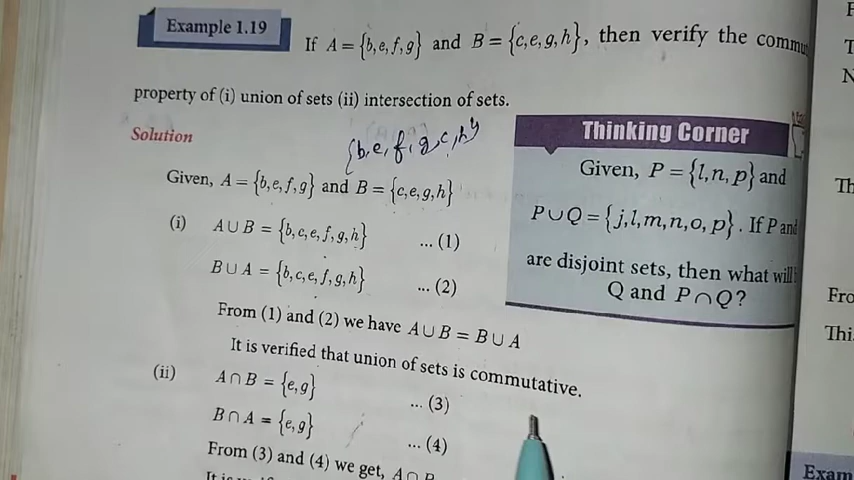 Example 1.19
If A = {b,e,f,g} and B = {c,e,g,h}, then verify the commu
property of (i) union of sets (ii) intersection of sets.
Solution
{b,e,f,g,c,h}
Given, A = {b,e,f,g} and B = {c,e,g,h}
(i) A∪B = {b,c,e,f,g,h} ... (1)
B∪A = {b,c,e,f,g,h} ... (2)
From (1) and (2) we have A∪B = B∪A
It is verified that union of sets is commutative.
(ii) A∩B = {e,g} ... (3)
B∩A = {e,g} ... (4)
From (3) and (4) we get, A∩B
It is
Thinking Corner
Given, P = {l,n,p} and
P∪Q = {j,l,m,n,o,p}. If P and
are disjoint sets, then what will
Q and P∩Q?
Th
Fro
Thi
Exam